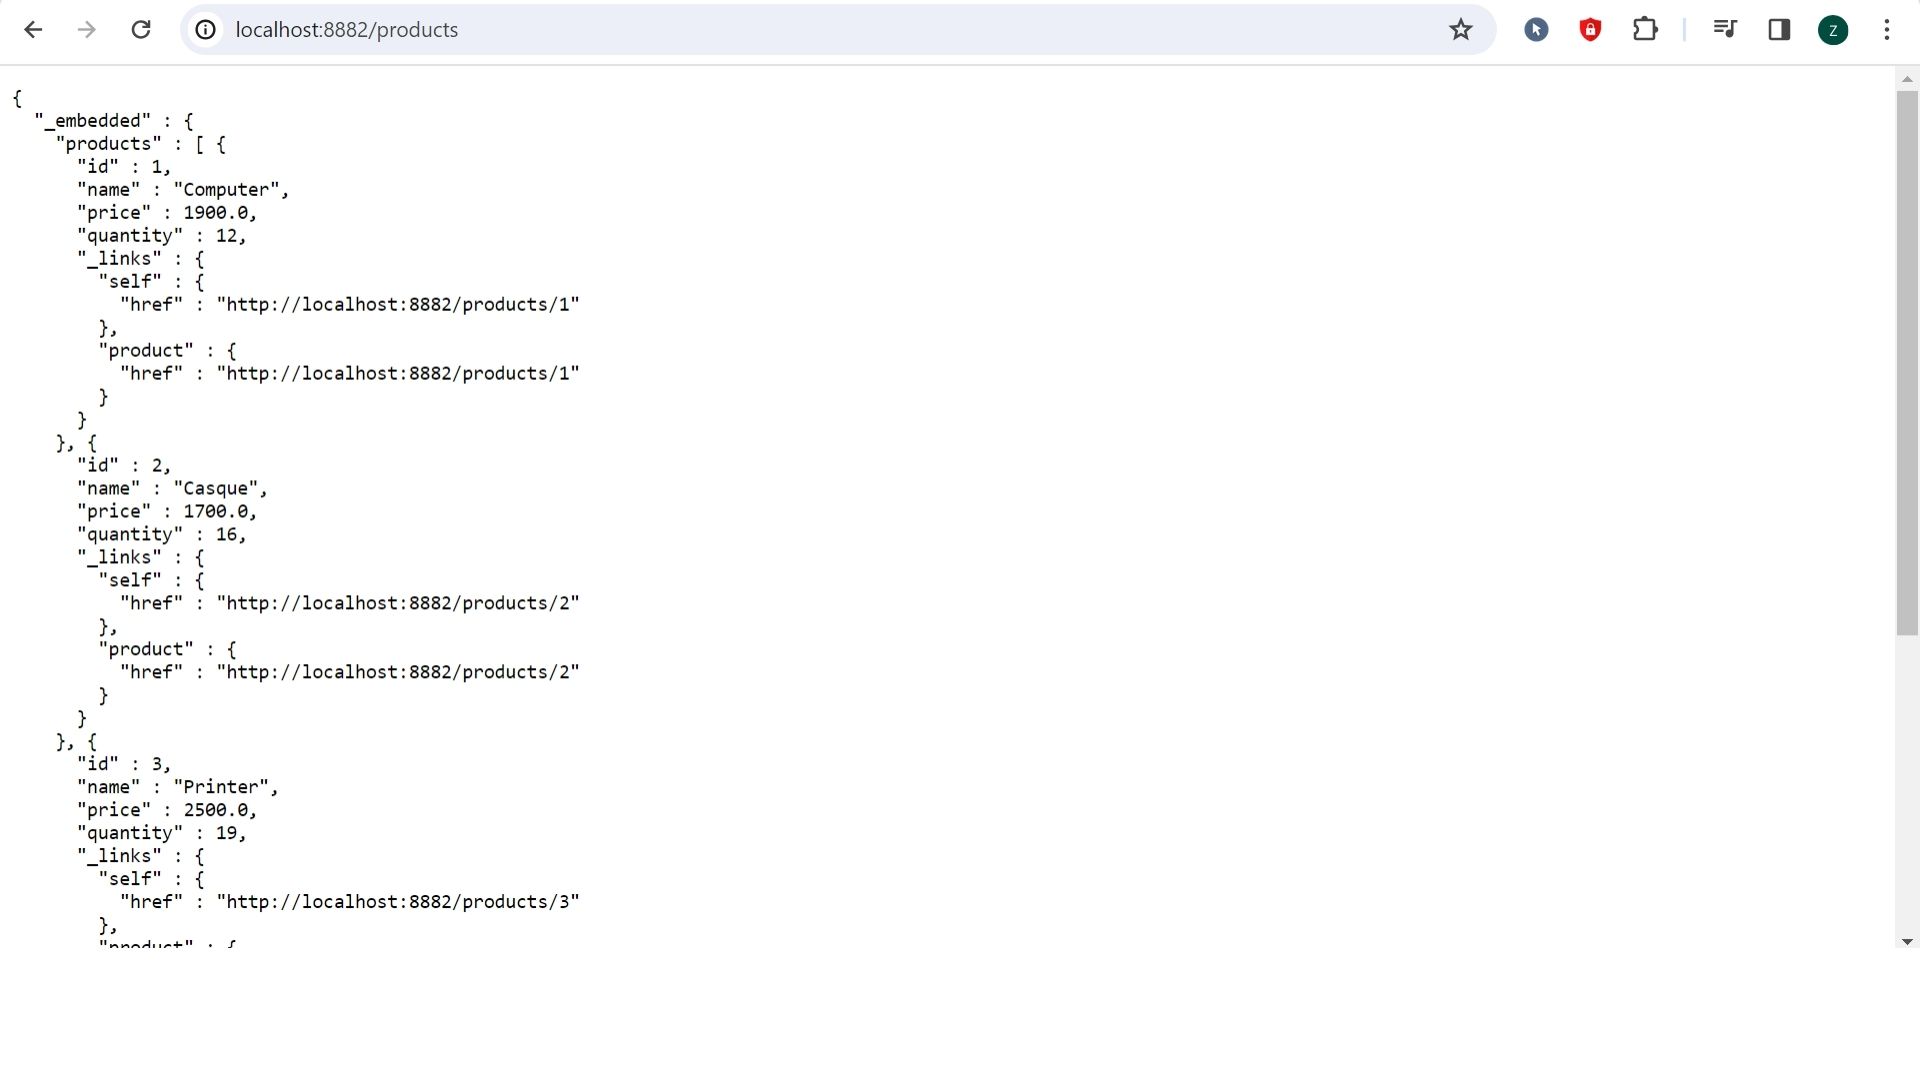 localhost:8882/products
Z
{
  "_embedded" : {
    "products" : [ {
      "id" : 1,
      "name" : "Computer",
      "price" : 1900.0,
      "quantity" : 12,
      "_links" : {
        "self" : {
          "href" : "http://localhost:8882/products/1"
        },
        "product" : {
          "href" : "http://localhost:8882/products/1"
        }
      }
    }, {
      "id" : 2,
      "name" : "Casque",
      "price" : 1700.0,
      "quantity" : 16,
      "_links" : {
        "self" : {
          "href" : "http://localhost:8882/products/2"
        },
        "product" : {
          "href" : "http://localhost:8882/products/2"
        }
      }
    }, {
      "id" : 3,
      "name" : "Printer",
      "price" : 2500.0,
      "quantity" : 19,
      "_links" : {
        "self" : {
          "href" : "http://localhost:8882/products/3"
        },
        "product" : {